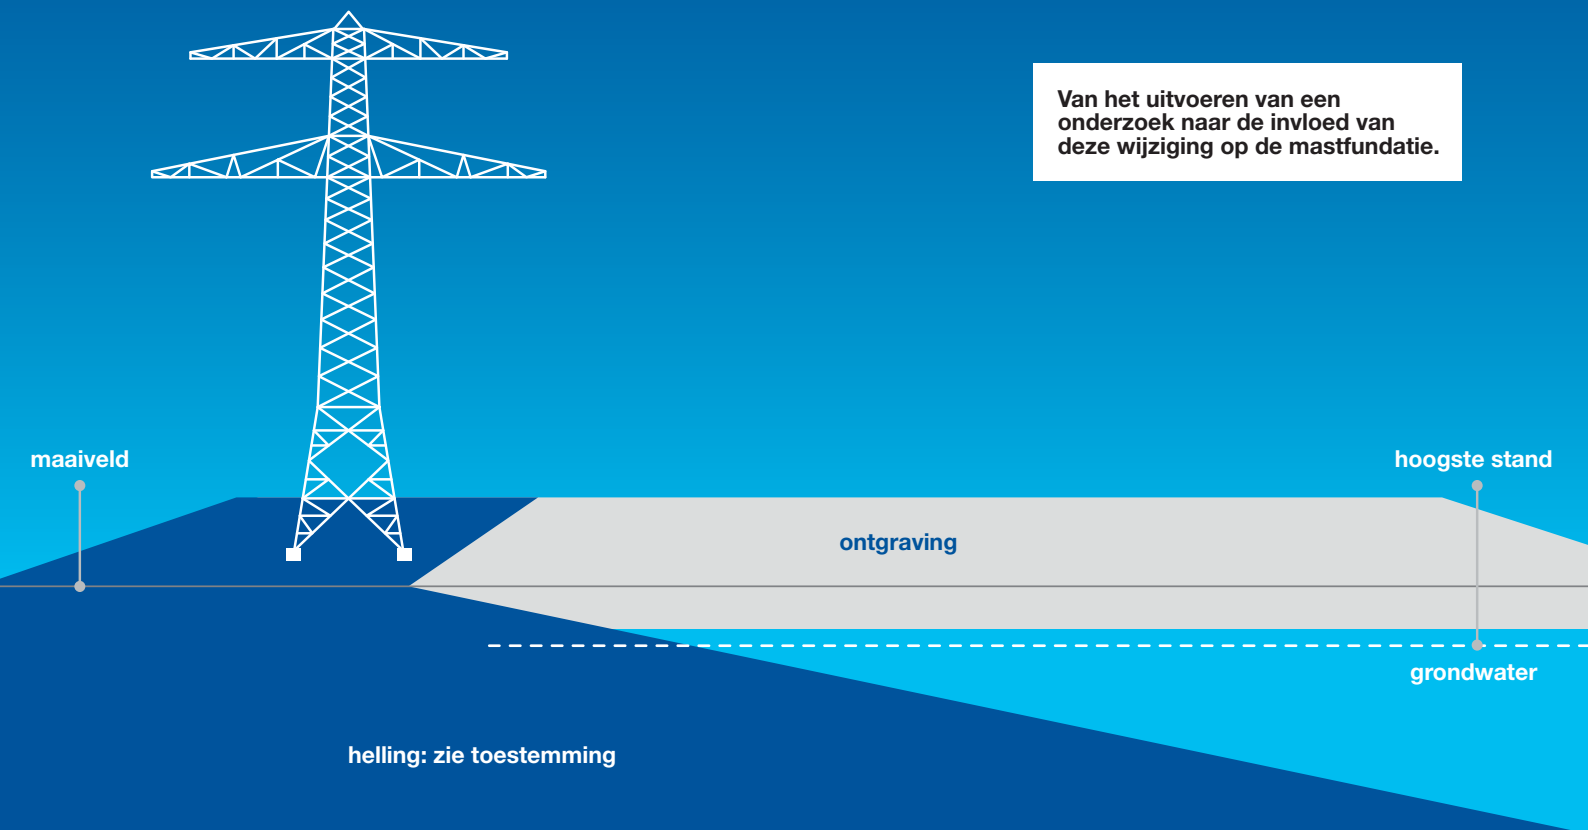 Van het uitvoeren van een
onderzoek naar de invloed van
deze wijziging op de mastfundatie.
maaiveld
hoogste stand
ontgraving
grondwater
helling: zie toestemming